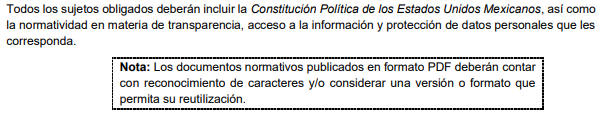 Todos los sujetos obligados deberán incluir la Constitución Política de los Estados Unidos Mexicanos, así como
la normatividad en materia de transparencia, acceso a la información y protección de datos personales que les
corresponda.
Nota: Los documentos normativos publicados en formato PDF deberán contar
con reconocimiento de caracteres y/o considerar una versión o formato que
permita su reutilización.